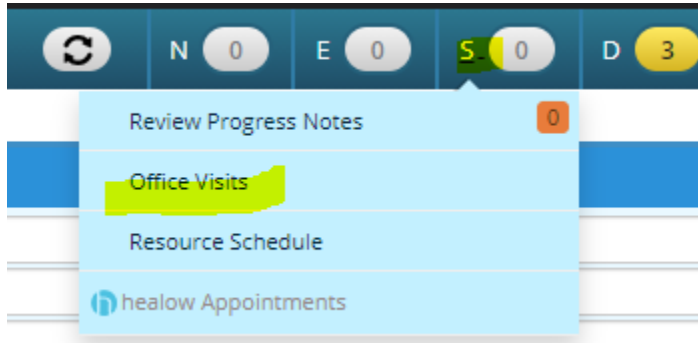 N 0 E 0 S 0 D 3
Review Progress Notes 0
Office Visits
Resource Schedule
h healow Appointments